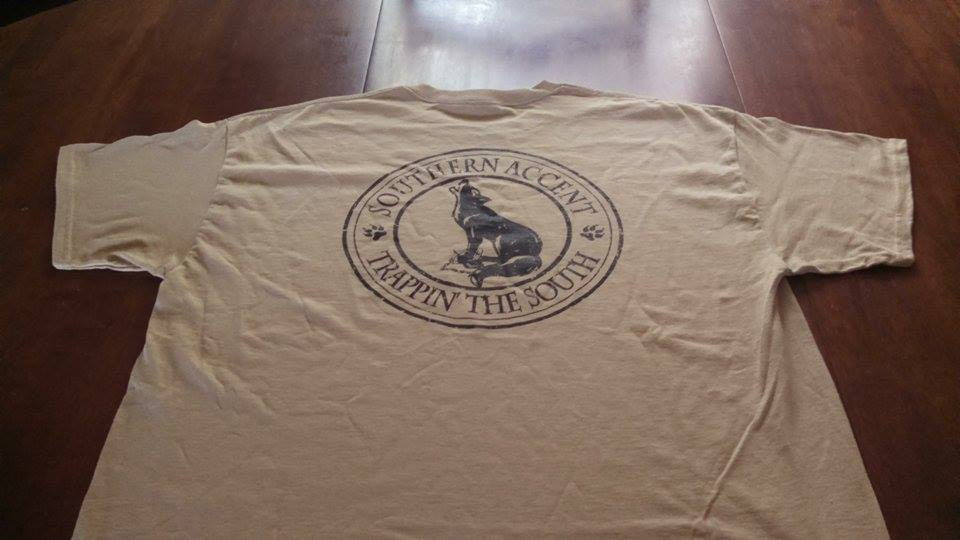 SOUTHERN ACCENT
TRAPPIN' THE SOUTH